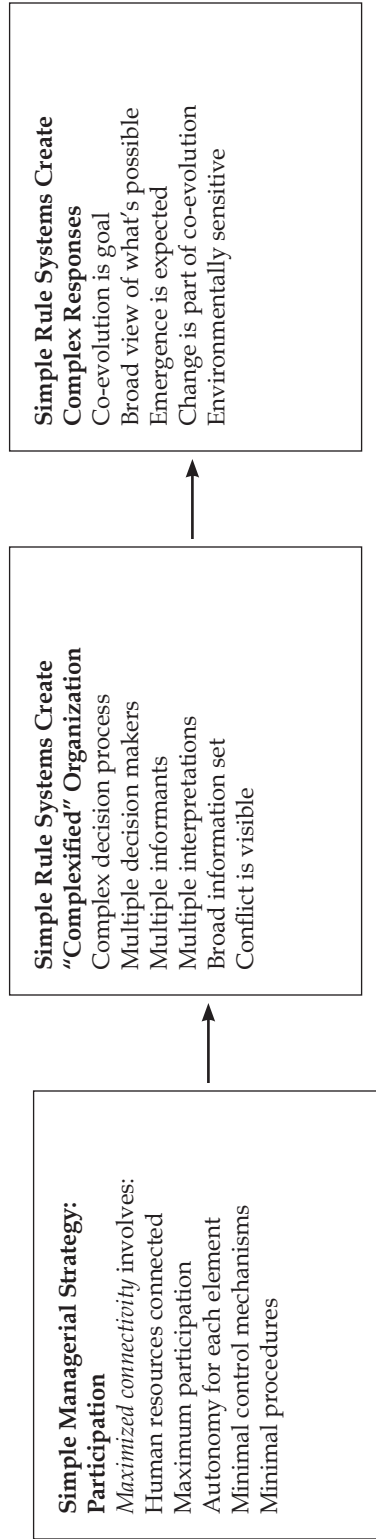 Simple Managerial Strategy:
Participation
Maximized connectivity involves:
Human resources connected
Maximum participation
Autonomy for each element
Minimal control mechanisms
Minimal procedures
Simple Rule Systems Create
“Complexified” Organization
Complex decision process
Multiple decision makers
Multiple informants
Multiple interpretations
Broad information set
Conflict is visible
Simple Rule Systems Create
Complex Responses
Co-evolution is goal
Broad view of what’s possible
Emergence is expected
Change is part of co-evolution
Environmentally sensitive